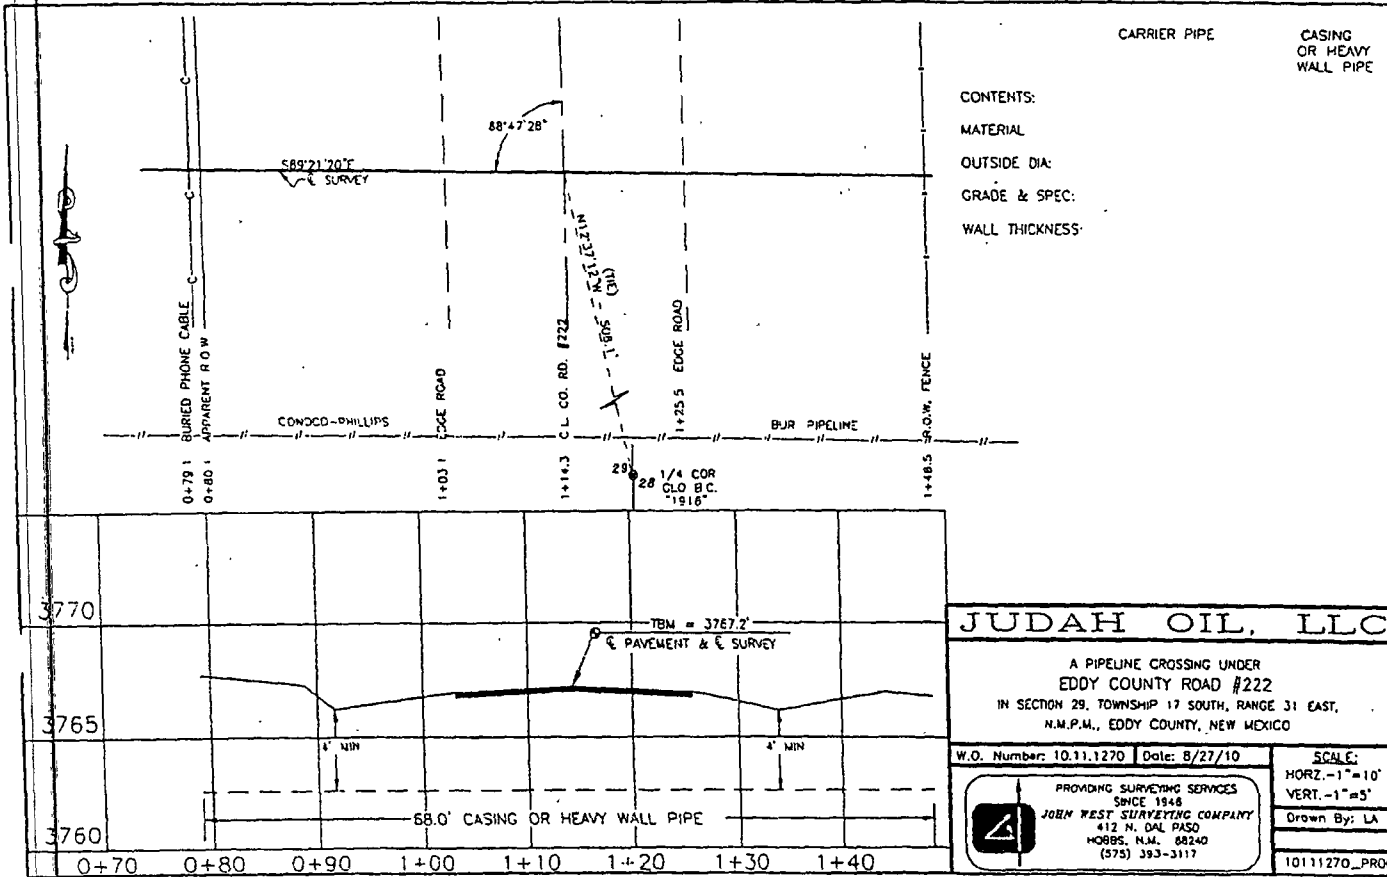 CARRIER PIPE
CASING
OR HEAVY
WALL PIPE
CONTENTS:
MATERIAL
OUTSIDE DIA:
GRADE & SPEC:
WALL THICKNESS:
88°47'28"
S89°21'20"E
℄ SURVEY
N17°37'12"W - 508.1'
(TIE)
0+79.1 BURIED PHONE CABLE
0+80.1 APPARENT R O W
1+03.1 EDGE ROAD
1+14.3 C.L. CO. RD. #222
1+25.5 EDGE ROAD
1+48.5 R.O.W. FENCE
CONOCO-PHILLIPS
BUR PIPELINE
29
28
1/4 COR
GLO B.C.
"1916"
3770
3765
3760
TBM = 3767.2'
℄ PAVEMENT & ℄ SURVEY
4' MIN
4' MIN
68.0' CASING OR HEAVY WALL PIPE
0+70 0+80 0+90 1+00 1+10 1+20 1+30 1+40
JUDAH OIL, LLC
A PIPELINE CROSSING UNDER
EDDY COUNTY ROAD #222
IN SECTION 29, TOWNSHIP 17 SOUTH, RANGE 31 EAST,
N.M.P.M., EDDY COUNTY, NEW MEXICO
W.O. Number: 10.11.1270
Date: 8/27/10
SCALE:
HORZ.-1"=10'
VERT.-1"=5'
Drawn By: LA
10111270_PRO
PROVIDING SURVEYING SERVICES
SINCE 1946
JOHN WEST SURVEYING COMPANY
412 N. DAL PASO
HOBBS, N.M. 88240
(575) 393-3117